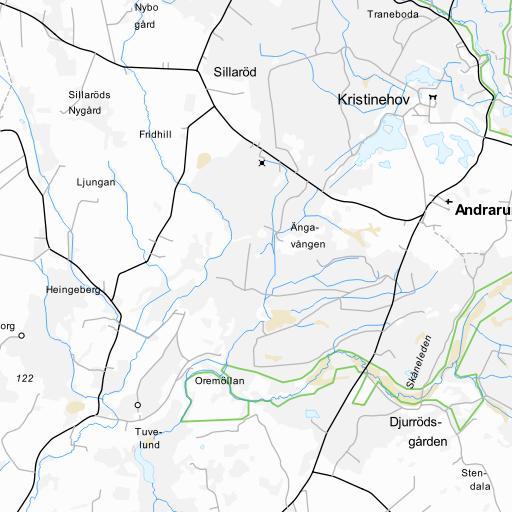 Nybo
gård
Traneboda
Sillaröd
Sillaröds
Nygård
Kristinehov
Fridhill
Ljungan
Andraru
Änga-
vången
Heingeberg
org
Skåneleden
122
Oremöllan
Djurröds-
gården
Tuve-
lund
Sten-
dala